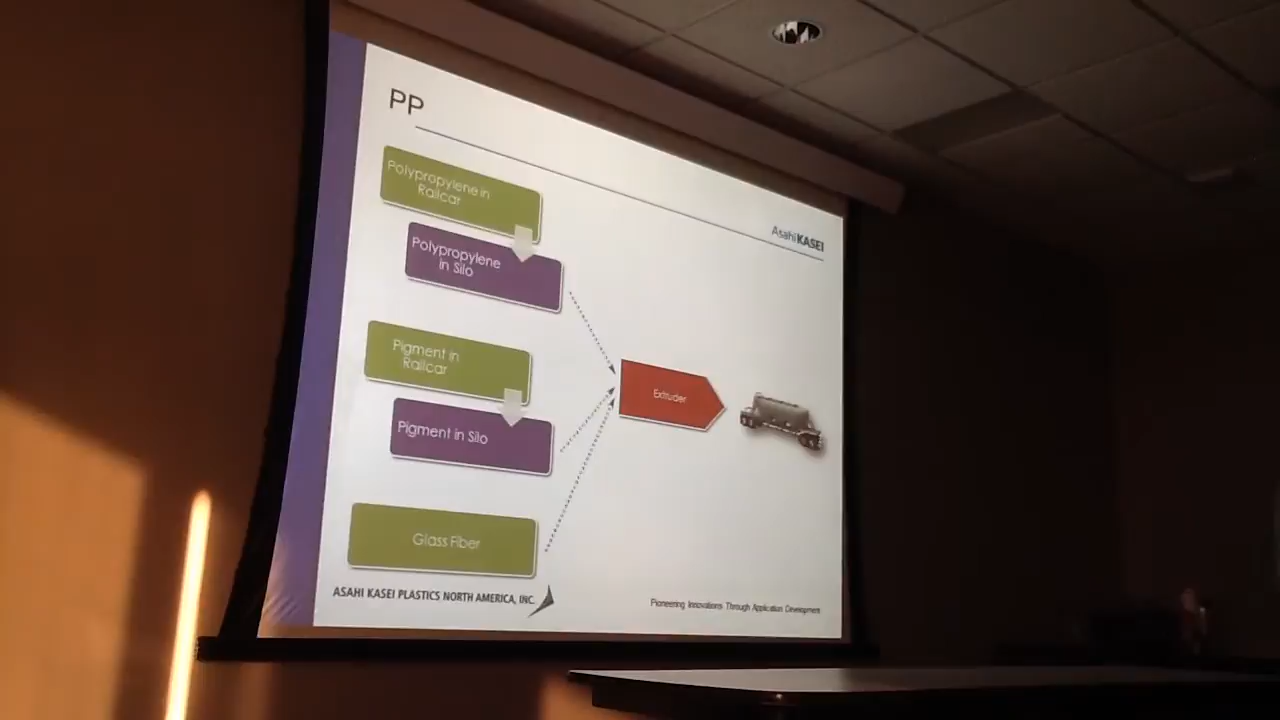 PP
Polypropylene in
Railcar
AsahiKASEI
Polypropylene
in Silo
Pigment in
Railcar
Extruder
Pigment in Silo
Glass Fiber
ASAHI KASEI PLASTICS NORTH AMERICA, INC.
Pioneering Innovations Through Application Development